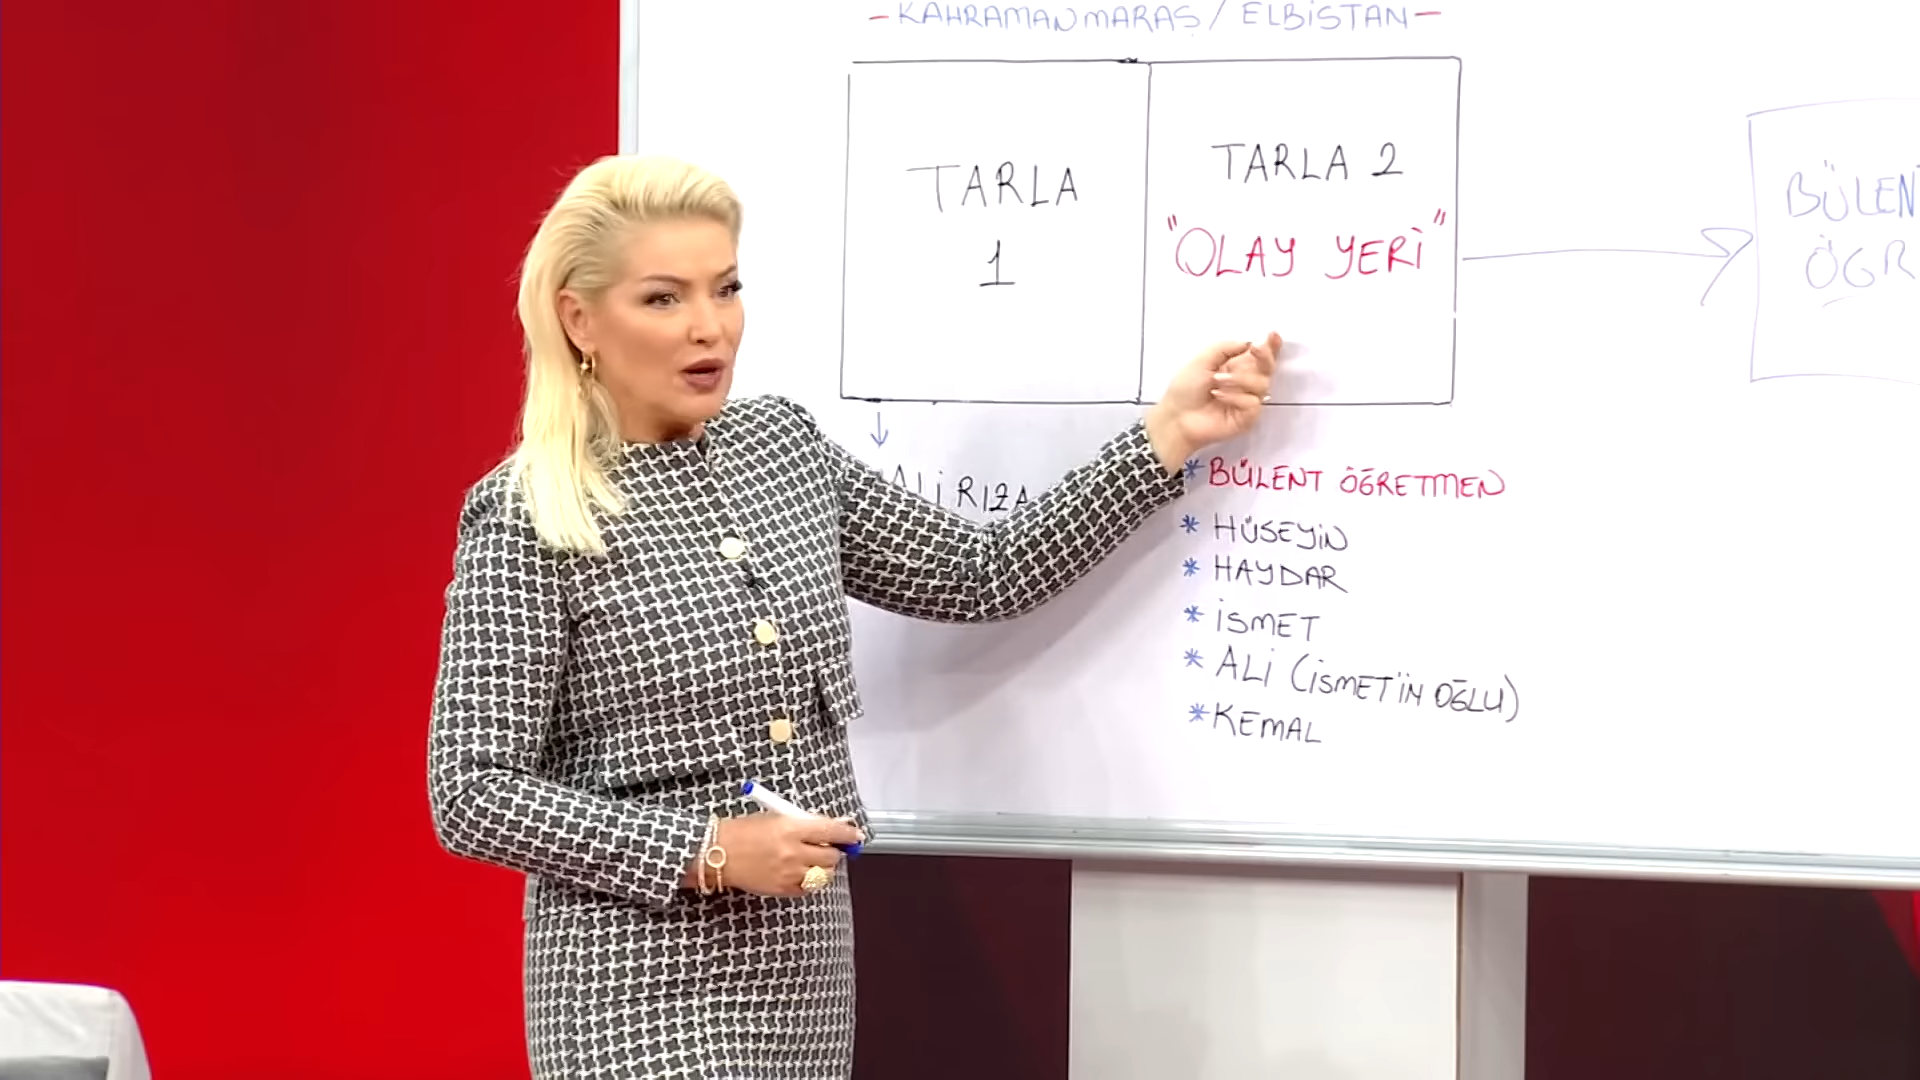 -KAHRAMANMARAŞ / ELBİSTAN-
TARLA
1
TARLA 2
"OLAY YERİ"
BÜLEN
ÖĞR
ALİ RIZA
* BÜLENT ÖĞRETMEN
* HÜSEYİN
* HAYDAR
* İSMET
* ALİ (İSMET'İN OĞLU)
* KEMAL